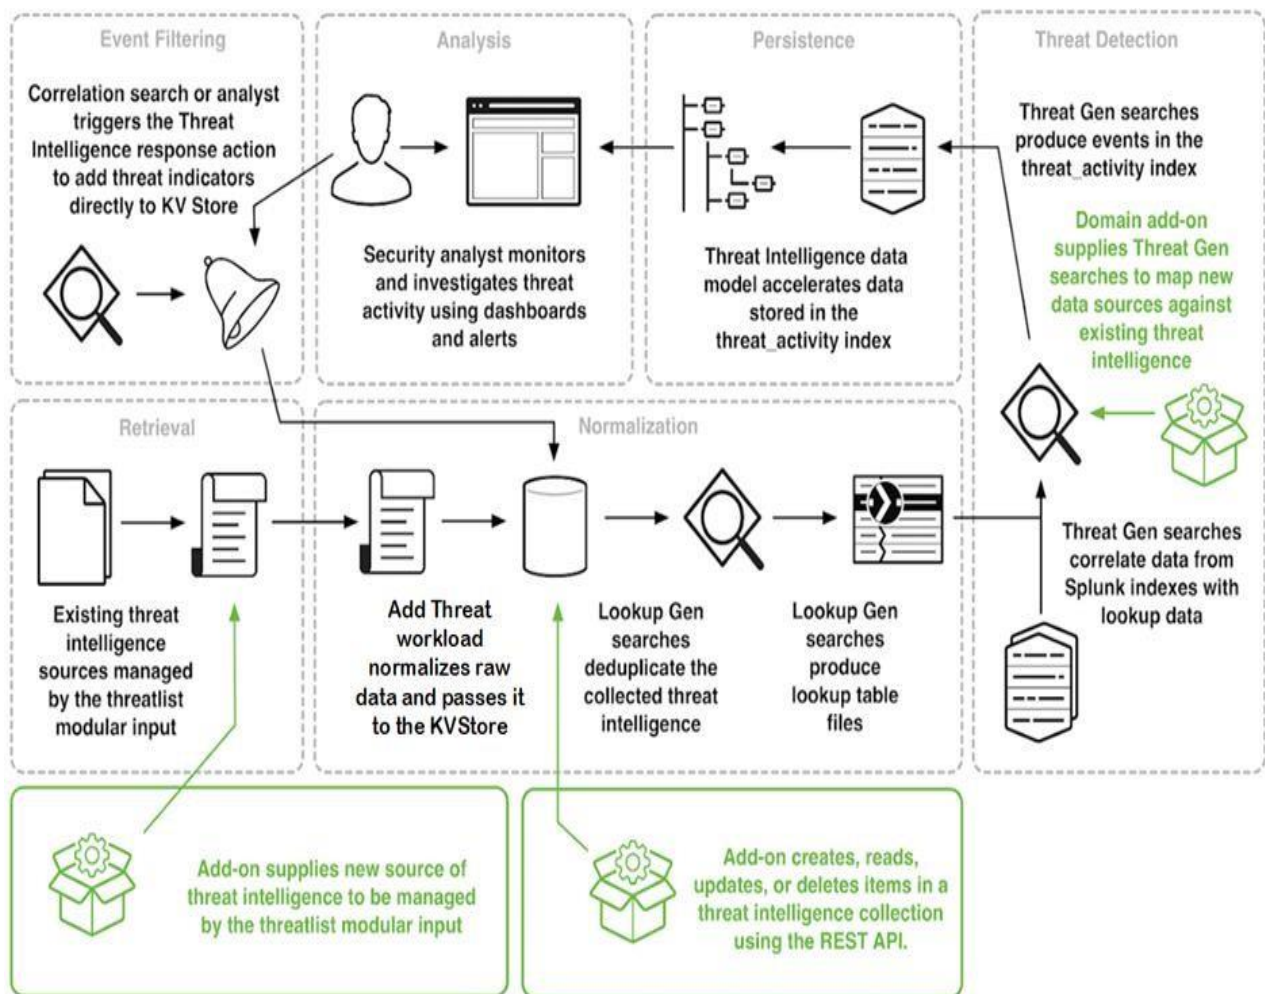 Event Filtering
Correlation search or analyst
triggers the Threat
Intelligence response action
to add threat indicators
directly to KV Store
Analysis
Security analyst monitors
and investigates threat
activity using dashboards
and alerts
Persistence
Threat Intelligence data
model accelerates data
stored in the
threat_activity index
Threat Detection
Threat Gen searches
produce events in the
threat_activity index
Domain add-on
supplies Threat Gen
searches to map new
data sources against
existing threat
intelligence
Threat Gen searches
correlate data from
Splunk indexes with
lookup data
Retrieval
Existing threat
intelligence
sources managed
by the threatlist
modular input
Normalization
Add Threat
workload
normalizes raw
data and passes it
to the KVStore
Lookup Gen
searches
deduplicate the
collected threat
intelligence
Lookup Gen
searches
produce
lookup table
files
Add-on supplies new source of
threat intelligence to be managed
by the threatlist modular input
Add-on creates, reads,
updates, or deletes items in a
threat intelligence collection
using the REST API.